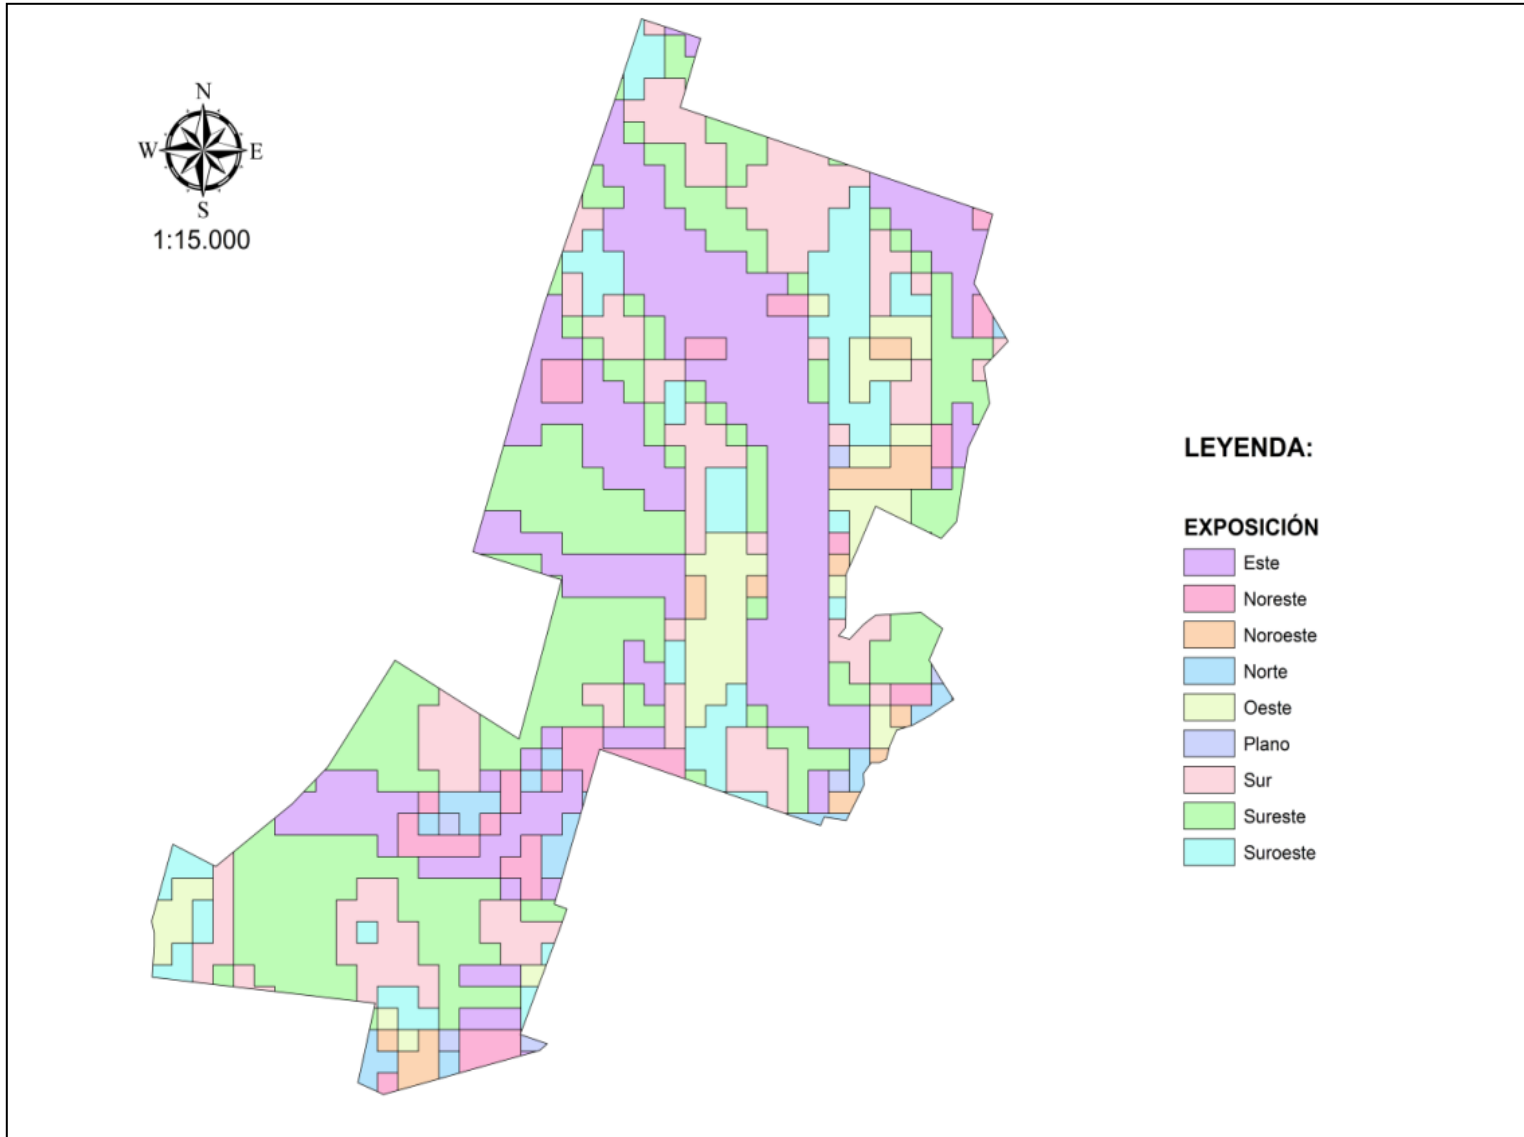 N
W E
S
1:15.000
LEYENDA:
EXPOSICIÓN
Este
Noreste
Noroeste
Norte
Oeste
Plano
Sur
Sureste
Suroeste